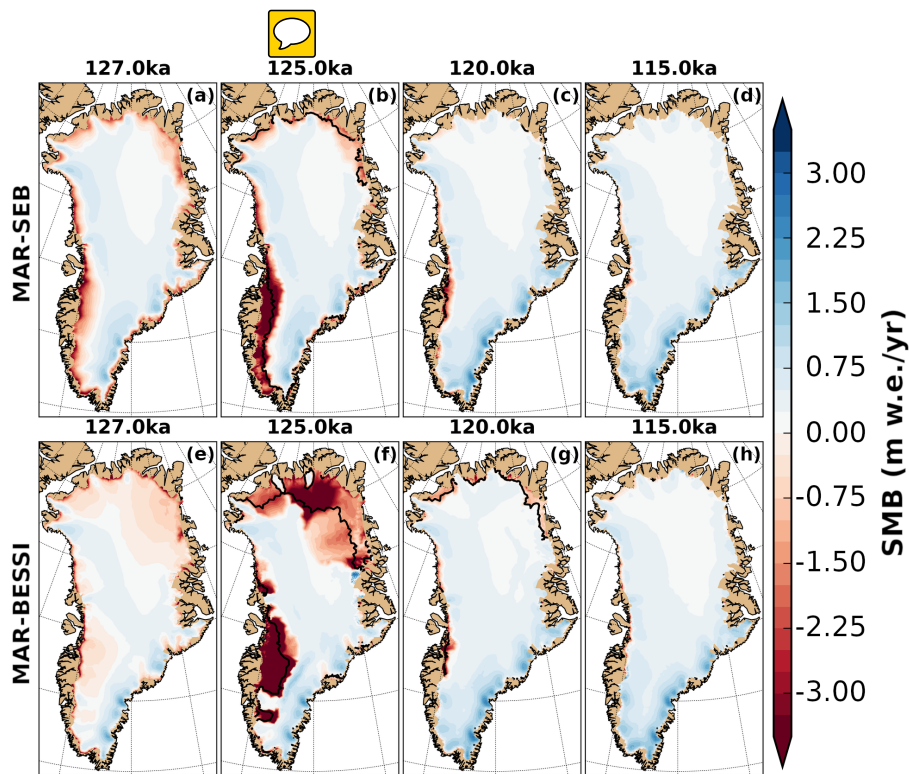 127.0ka 125.0ka 120.0ka 115.0ka
(a) (b) (c) (d)
MAR-SEB
127.0ka 125.0ka 120.0ka 115.0ka
(e) (f) (g) (h)
MAR-BESSI
3.00
2.25
1.50
0.75
0.00
-0.75
-1.50
-2.25
-3.00
SMB (m w.e./yr)